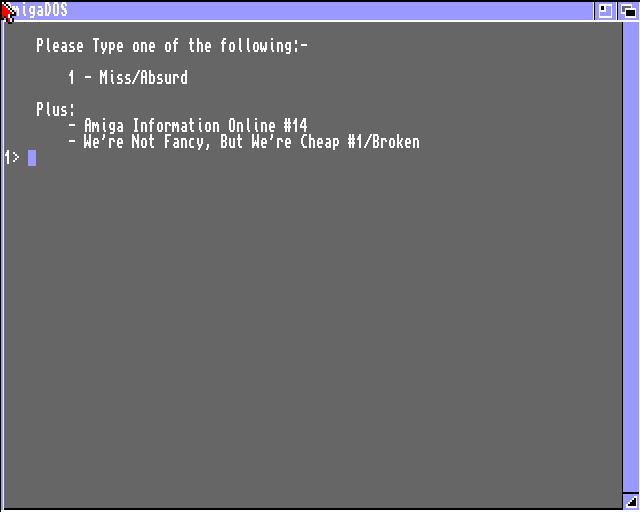 AmigaDOS
Please Type one of the following:-
1 - Miss/Absurd
Plus:
- Amiga Information Online #14
- We're Not Fancy, But We're Cheap #1/Broken
1>